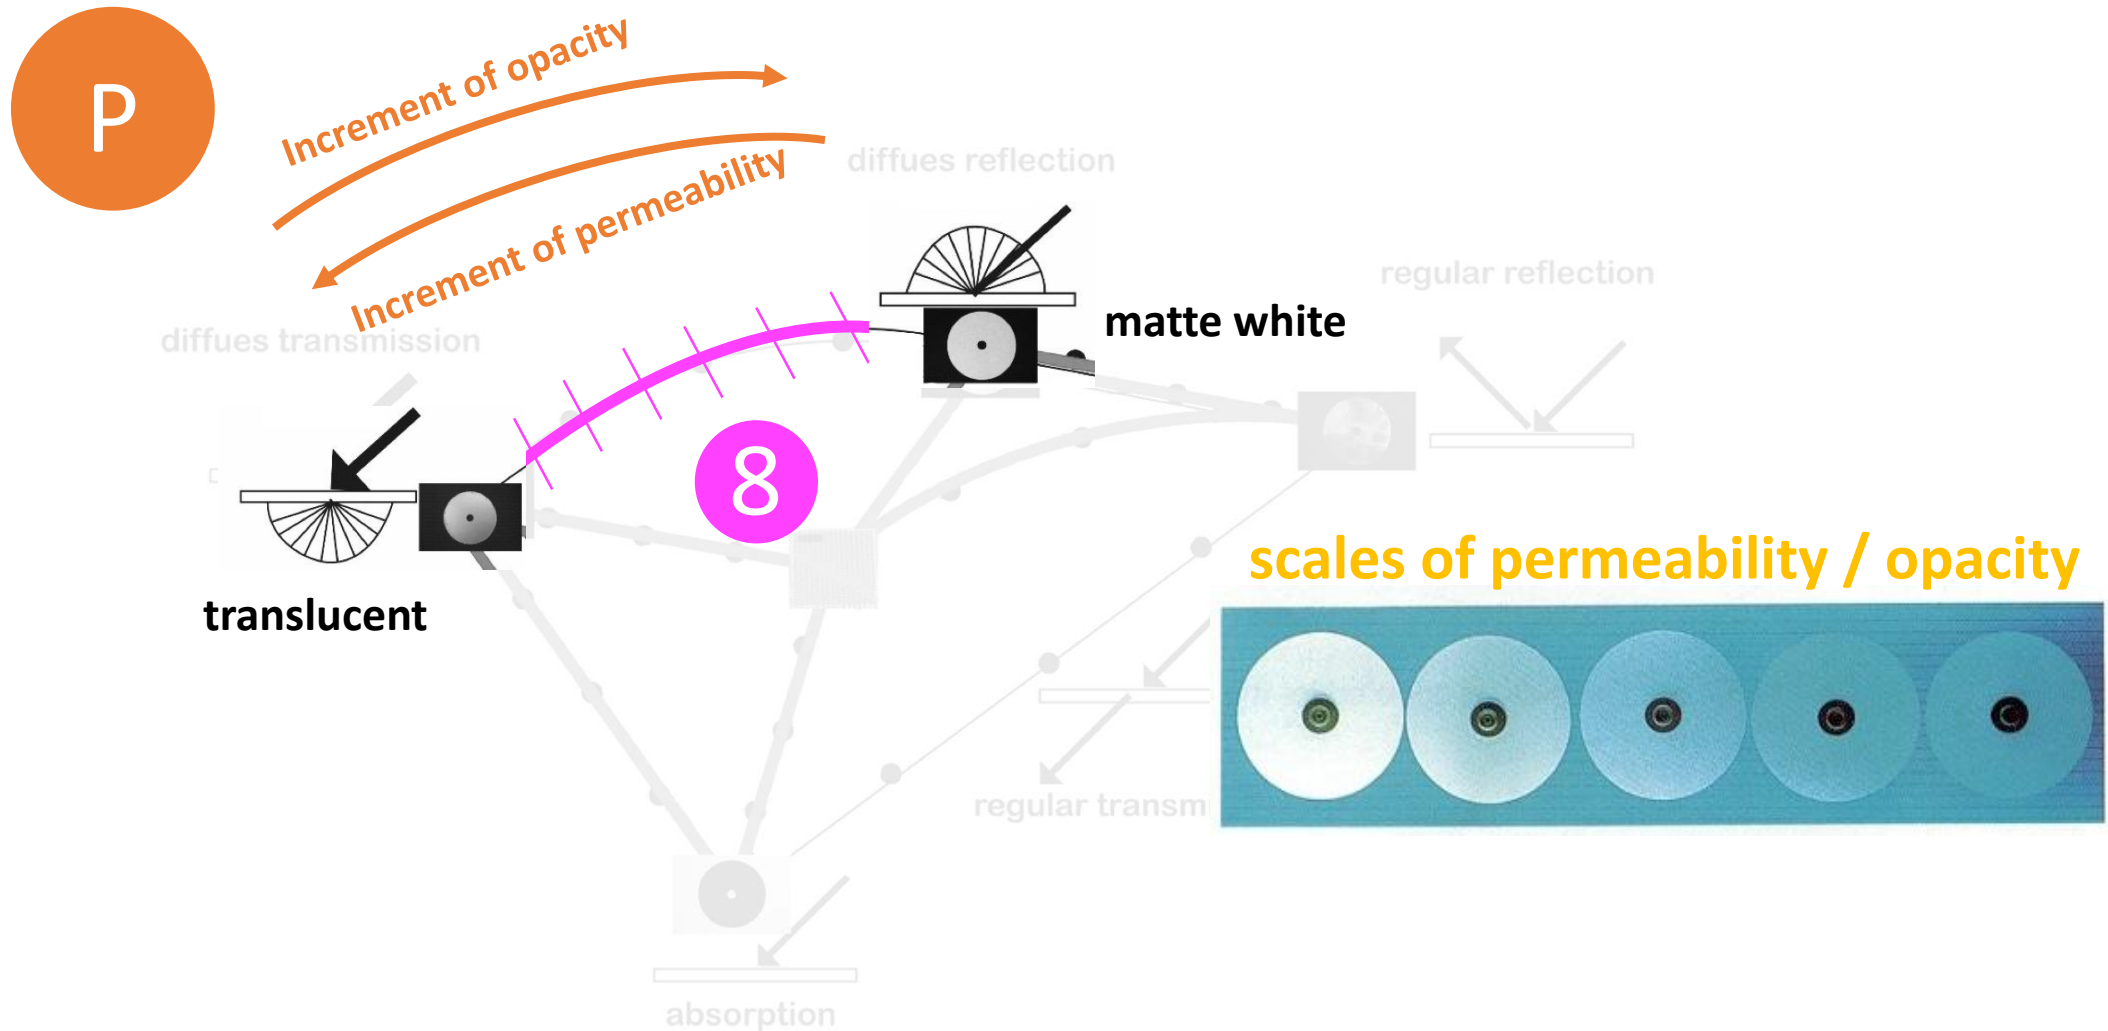 P
Increment of opacity
Increment of permeability
diffues reflection
regular reflection
matte white
diffues transmission
8
scales of permeability / opacity
translucent
regular transm
absorption